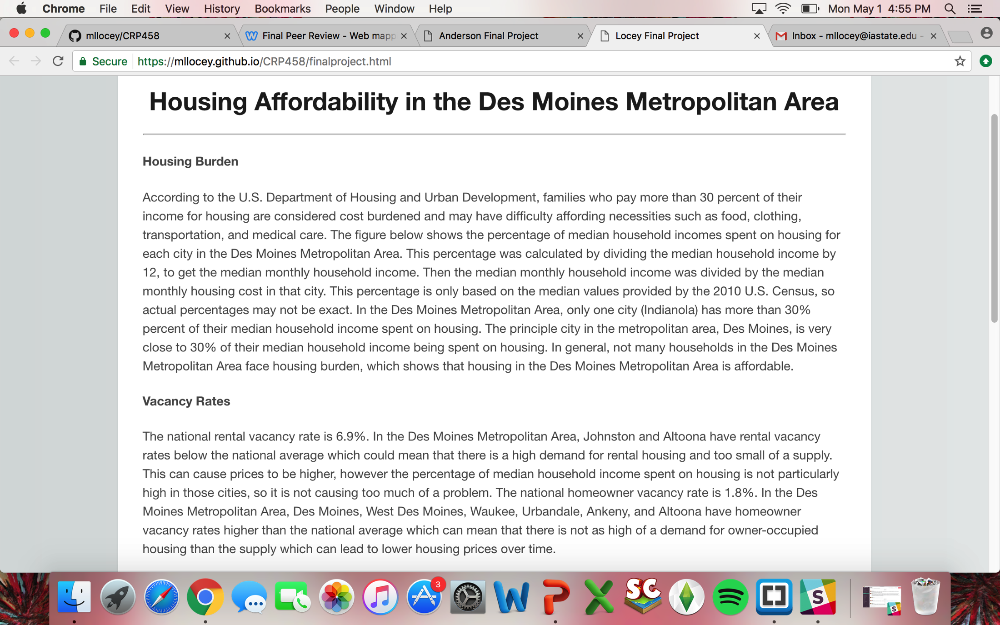 Chrome File Edit View History Bookmarks People Window Help Mon May 1 4:55 PM
mllocey/CRP458 Final Peer Review - Web mapp Anderson Final Project Locey Final Project Inbox - mllocey@iastate.edu -
Secure https://mllocey.github.io/CRP458/finalproject.html
Housing Affordability in the Des Moines Metropolitan Area
Housing Burden
According to the U.S. Department of Housing and Urban Development, families who pay more than 30 percent of their
income for housing are considered cost burdened and may have difficulty affording necessities such as food, clothing,
transportation, and medical care. The figure below shows the percentage of median household incomes spent on housing for
each city in the Des Moines Metropolitan Area. This percentage was calculated by dividing the median household income by
12, to get the median monthly household income. Then the median monthly household income was divided by the median
monthly housing cost in that city. This percentage is only based on the median values provided by the 2010 U.S. Census, so
actual percentages may not be exact. In the Des Moines Metropolitan Area, only one city (Indianola) has more than 30%
percent of their median household income spent on housing. The principle city in the metropolitan area, Des Moines, is very
close to 30% of their median household income being spent on housing. In general, not many households in the Des Moines
Metropolitan Area face housing burden, which shows that housing in the Des Moines Metropolitan Area is affordable.
Vacancy Rates
The national rental vacancy rate is 6.9%. In the Des Moines Metropolitan Area, Johnston and Altoona have rental vacancy
rates below the national average which could mean that there is a high demand for rental housing and too small of a supply.
This can cause prices to be higher, however the percentage of median household income spent on housing is not particularly
high in those cities, so it is not causing too much of a problem. The national homeowner vacancy rate is 1.8%. In the Des
Moines Metropolitan Area, Des Moines, West Des Moines, Waukee, Urbandale, Ankeny, and Altoona have homeowner
vacancy rates higher than the national average which can mean that there is not as high of a demand for owner-occupied
housing than the supply which can lead to lower housing prices over time.
3
SC
S